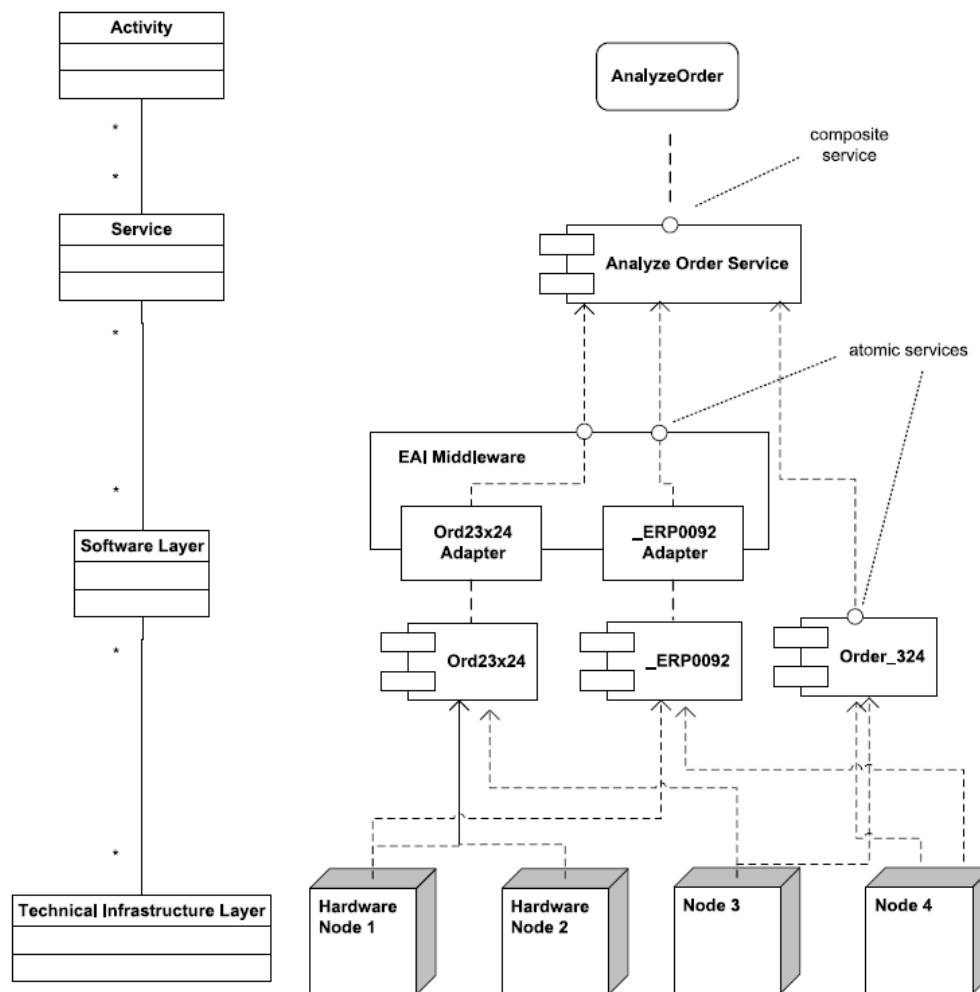 Activity
*
*
Service
*
*
Software Layer
*
*
Technical Infrastructure Layer
AnalyzeOrder
composite
service
Analyze Order Service
atomic services
EAI Middleware
Ord23x24
Adapter
_ERP0092
Adapter
Ord23x24
_ERP0092
Order_324
Hardware
Node 1
Hardware
Node 2
Node 3
Node 4